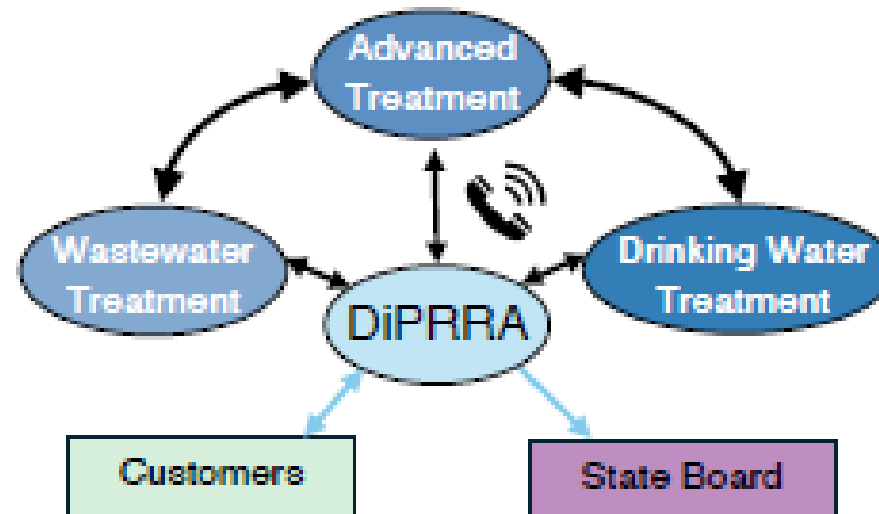 Advanced
Treatment
Wastewater
Treatment
Drinking Water
Treatment
DiPRRA
Customers
State Board